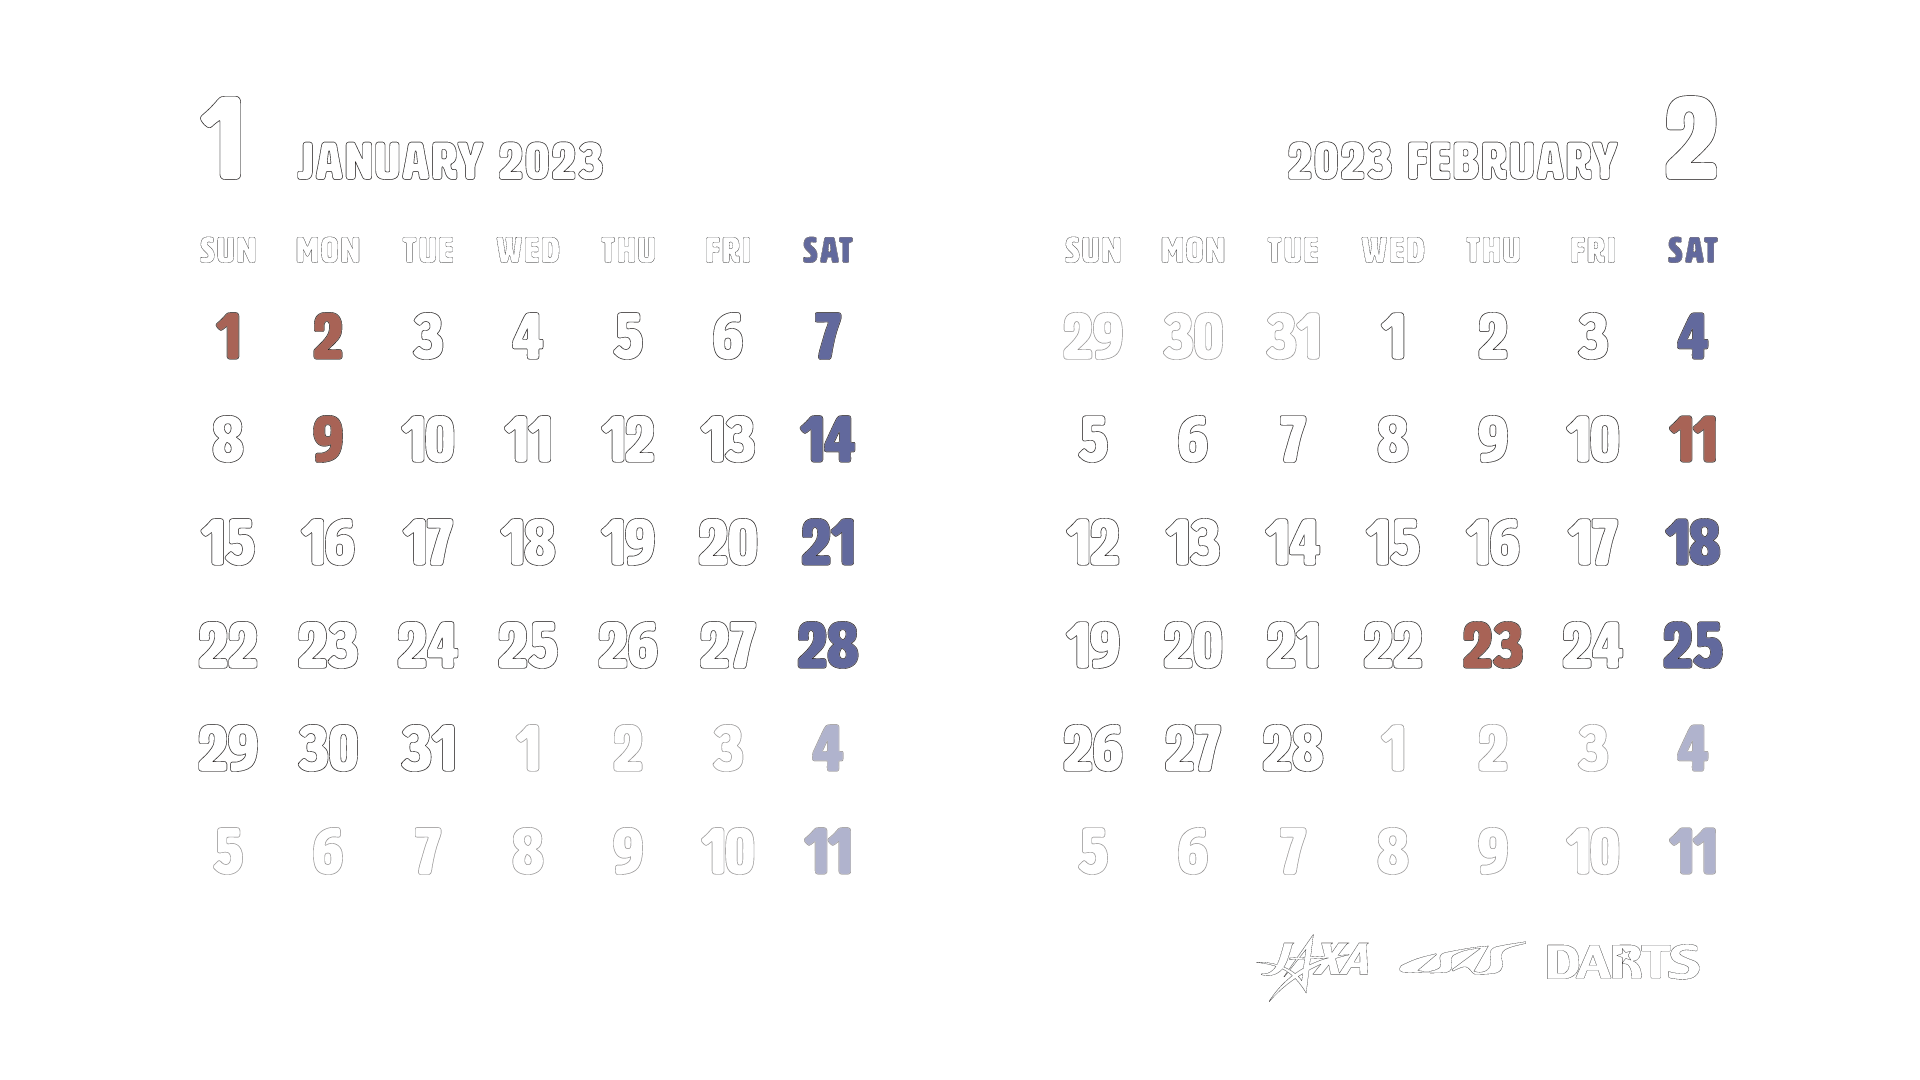 1 JANUARY 2023
SUN MON TUE WED THU FRI SAT
1 2 3 4 5 6 7
8 9 10 11 12 13 14
15 16 17 18 19 20 21
22 23 24 25 26 27 28
29 30 31 1 2 3 4
5 6 7 8 9 10 11
2023 FEBRUARY 2
SUN MON TUE WED THU FRI SAT
29 30 31 1 2 3 4
5 6 7 8 9 10 11
12 13 14 15 16 17 18
19 20 21 22 23 24 25
26 27 28 1 2 3 4
5 6 7 8 9 10 11
JAXA ISAS DARTS